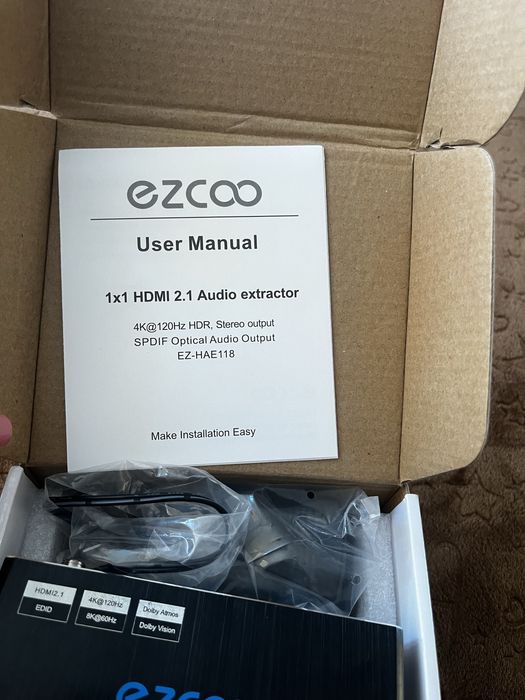 ezcoo
User Manual
1x1 HDMI 2.1 Audio extractor
4K@120Hz HDR, Stereo output
SPDIF Optical Audio Output
EZ-HAE118
Make Installation Easy
HDMI2.1
EDID
4K@120Hz
8K@60Hz
Dolby Atmos
Dolby Vision
ezcoo